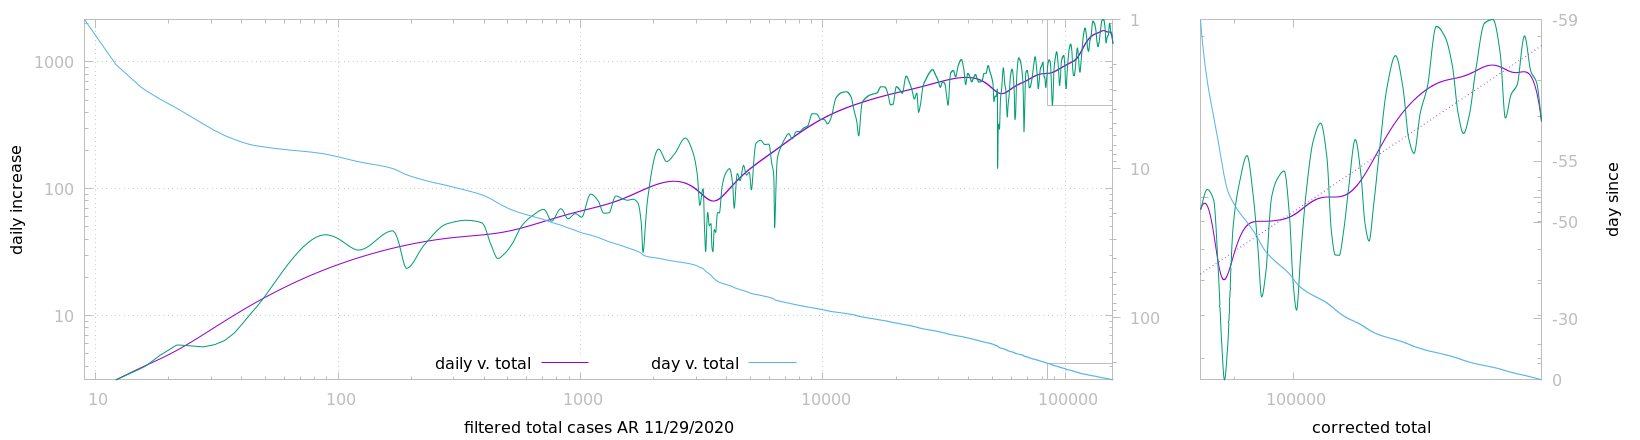 1000
100
10
daily increase
daily v. total
day v. total
10
100
1000
10000
100000
filtered total cases AR 11/29/2020
1
10
100
-59
-55
-50
-30
0
day since
100000
corrected total